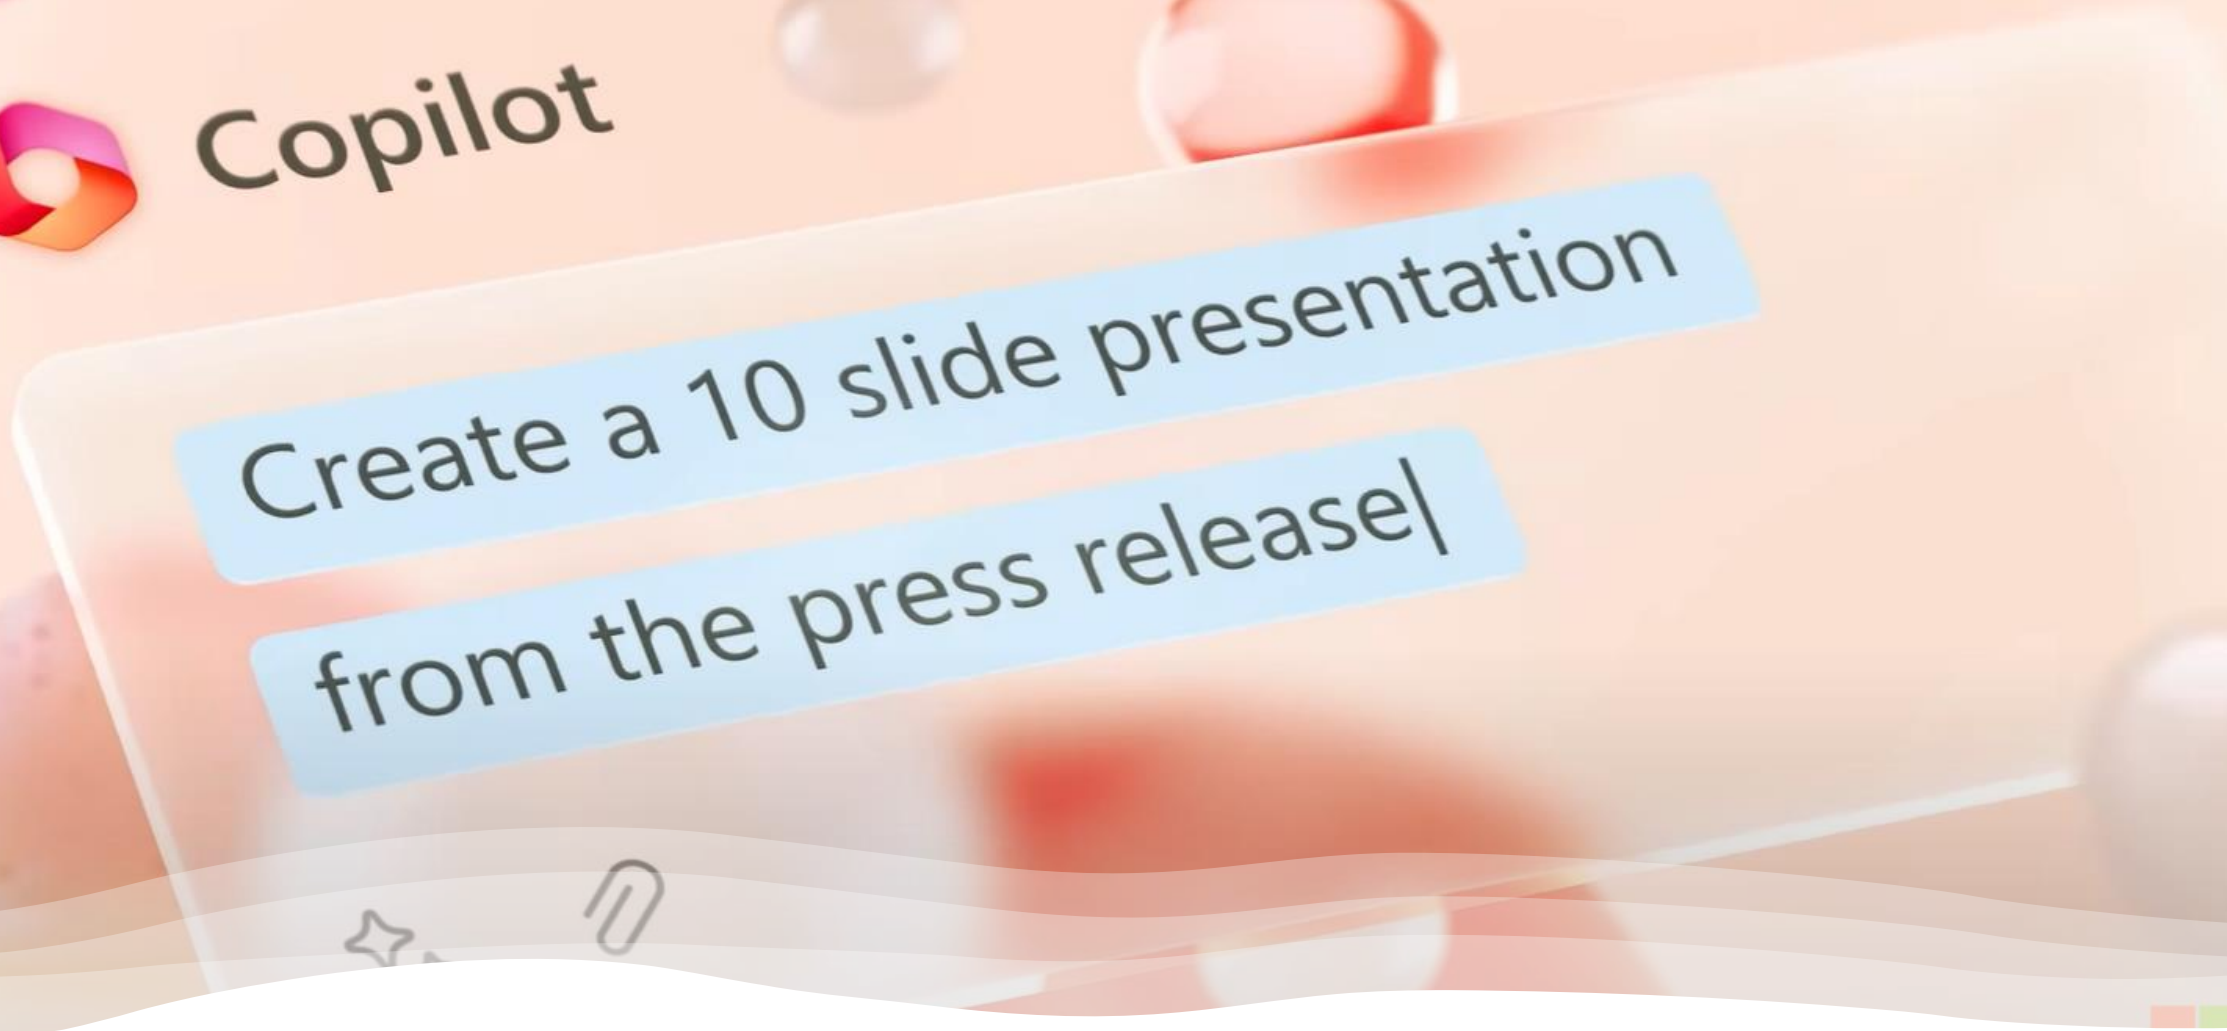 Copilot
Create a 10 slide presentation
from the press release